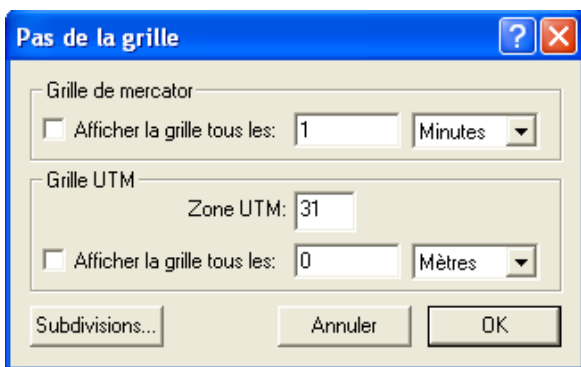 Pas de la grille
Grille de mercator
Afficher la grille tous les: 1 Minutes
Grille UTM
Zone UTM: 31
Afficher la grille tous les: 0 Mètres
Subdivisions... Annuler OK